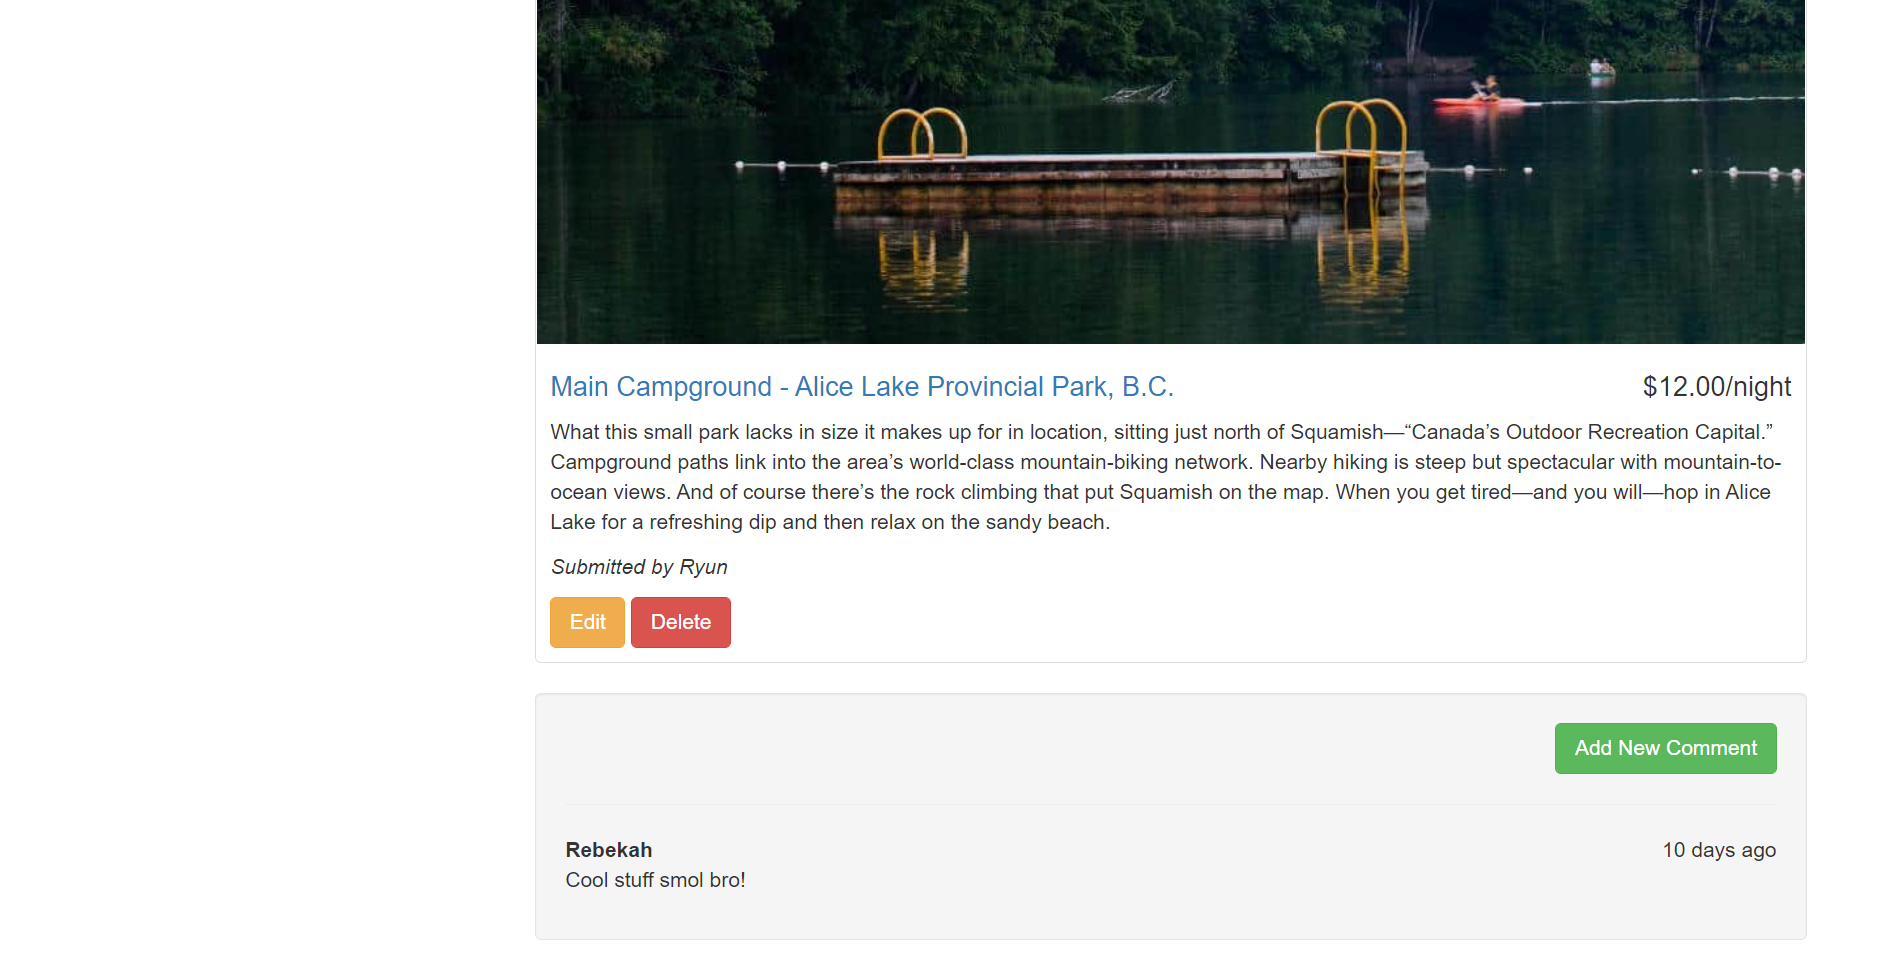 Main Campground - Alice Lake Provincial Park, B.C.
$12.00/night
What this small park lacks in size it makes up for in location, sitting just north of Squamish—“Canada’s Outdoor Recreation Capital.”
Campground paths link into the area’s world-class mountain-biking network. Nearby hiking is steep but spectacular with mountain-to-
ocean views. And of course there’s the rock climbing that put Squamish on the map. When you get tired—and you will—hop in Alice
Lake for a refreshing dip and then relax on the sandy beach.
Submitted by Ryun
Edit Delete
Add New Comment
Rebekah
10 days ago
Cool stuff smol bro!